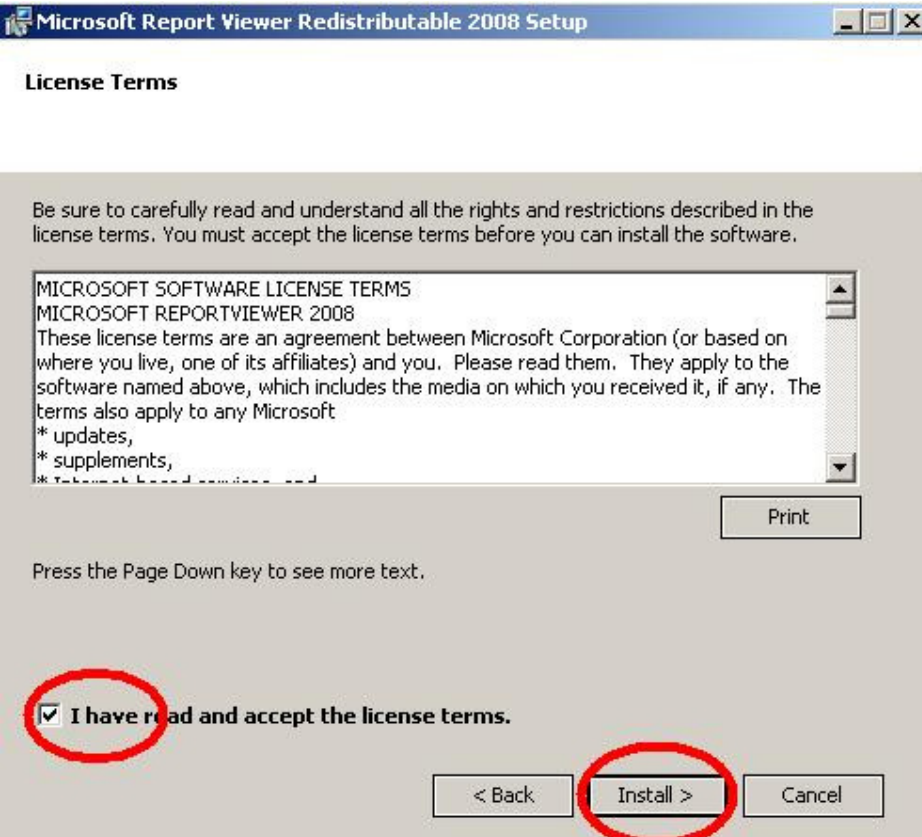 Microsoft Report Viewer Redistributable 2008 Setup
License Terms
Be sure to carefully read and understand all the rights and restrictions described in the
license terms. You must accept the license terms before you can install the software.
MICROSOFT SOFTWARE LICENSE TERMS
MICROSOFT REPORTVIEWER 2008
These license terms are an agreement between Microsoft Corporation (or based on
where you live, one of its affiliates) and you.  Please read them.  They apply to the
software named above, which includes the media on which you received it, if any.  The
terms also apply to any Microsoft
* updates,
* supplements,
* Internet-based services, and
Print
Press the Page Down key to see more text.
I have read and accept the license terms.
< Back
Install >
Cancel